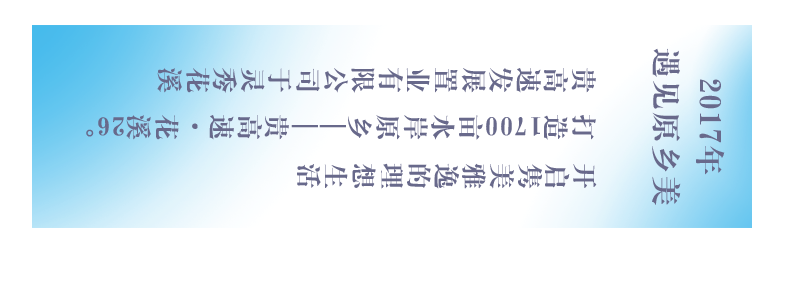 2017年
遇见原乡美
贵高速发展置业有限公司于灵秀花溪
打造1700亩水岸原乡——贵高速·花溪26°
开启隽美雅逸的理想生活